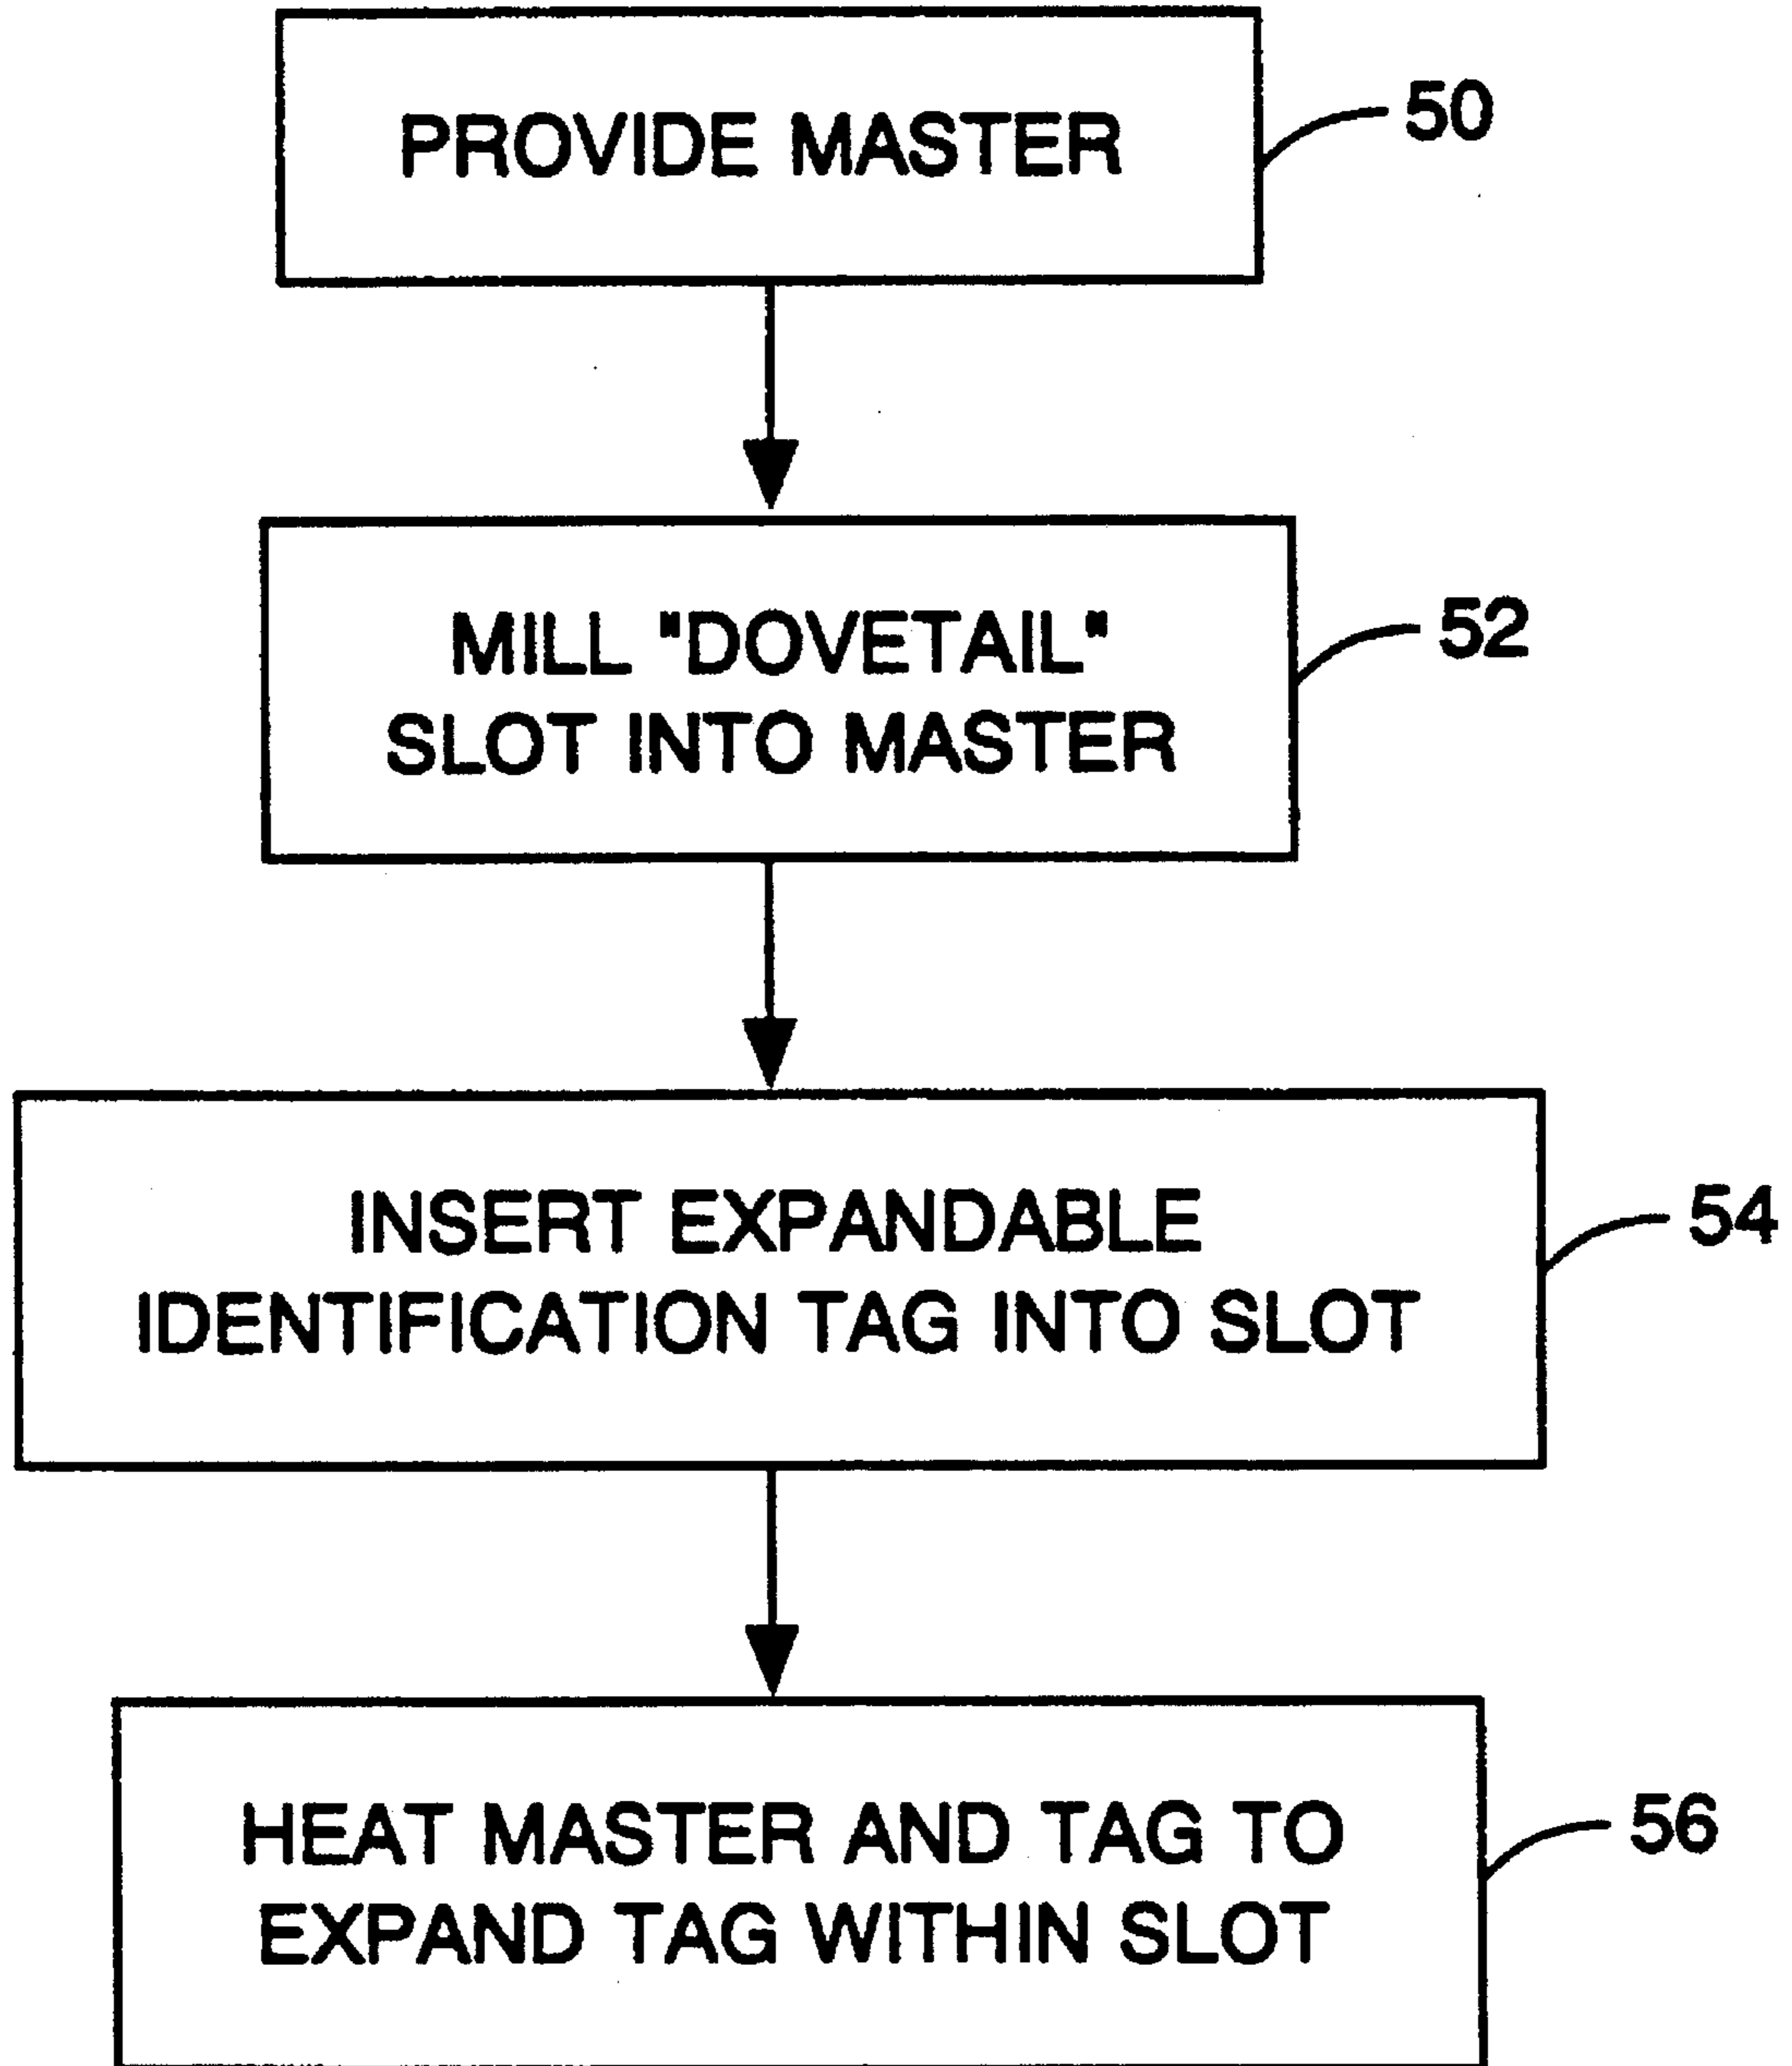 PROVIDE MASTER
50
MILL "DOVETAIL"
SLOT INTO MASTER
52
INSERT EXPANDABLE
IDENTIFICATION TAG INTO SLOT
54
HEAT MASTER AND TAG TO
EXPAND TAG WITHIN SLOT
56